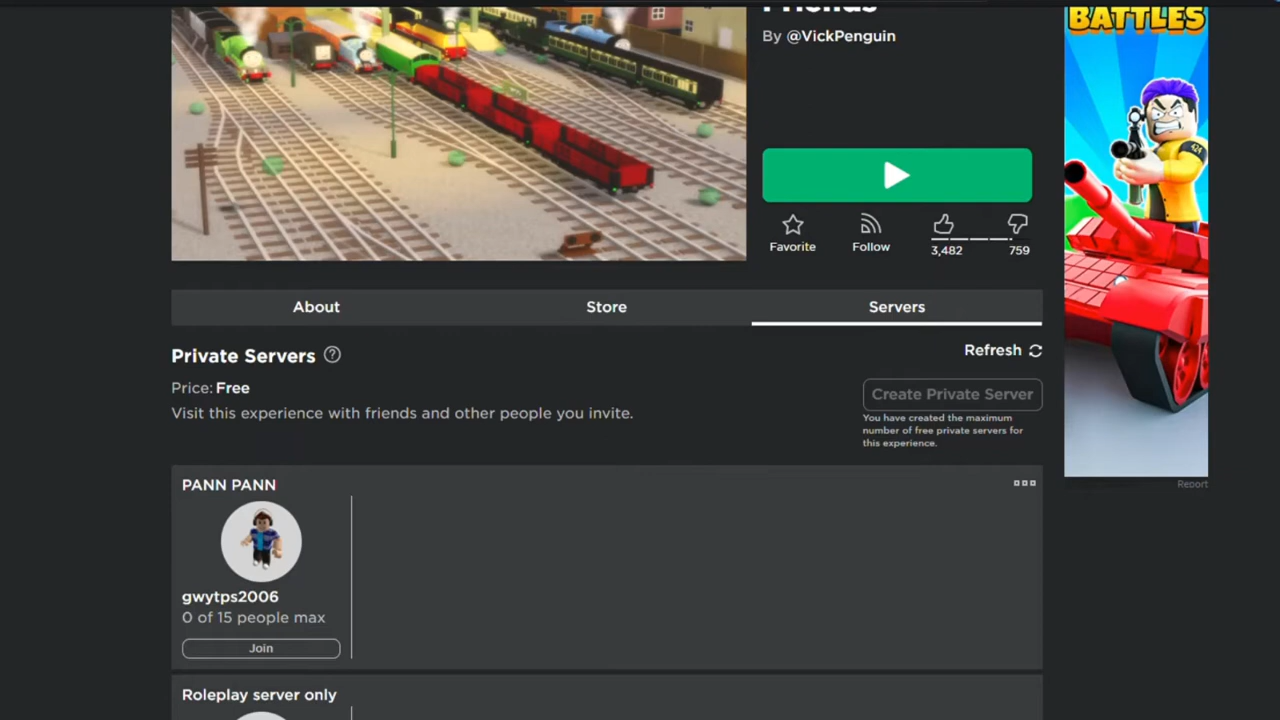 Friends
By @VickPenguin
BATTLES
Favorite
Follow
3,482
759
About
Store
Servers
Private Servers
Refresh
Price: Free
Visit this experience with friends and other people you invite.
Create Private Server
You have created the maximum
number of free private servers for
this experience.
Report
PANN PANN
gwytps2006
0 of 15 people max
Join
Roleplay server only